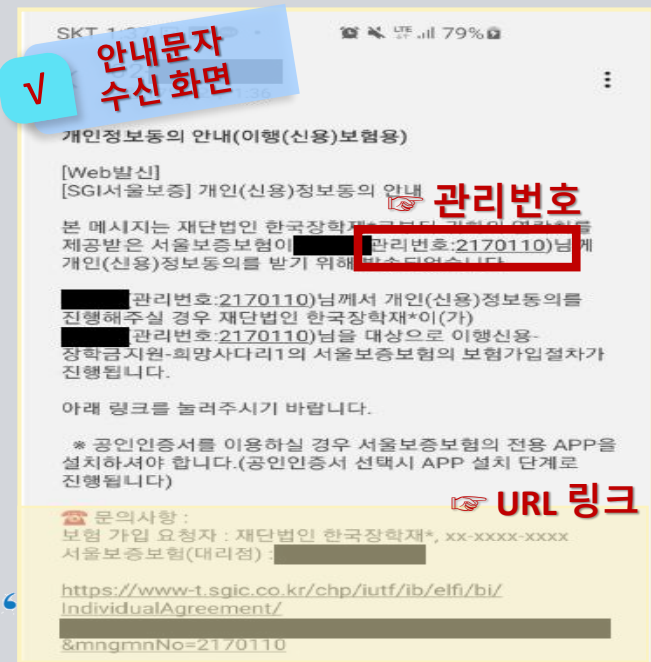 SKT 1:37 LTE 79%
안내문자
수신 화면
√
1:36
개인정보동의 안내(이행(신용)보험용)
[Web발신]
[SGI서울보증] 개인(신용)정보동의 안내
☞ 관리번호
본 메시지는 재단법인 한국장학재*
제공받은 서울보증보험이 관리번호:2170110)님께
개인(신용)정보동의를 받기 위해 발송되었습니다
(관리번호:2170110)님께서 개인(신용)정보동의를
진행해주실 경우 재단법인 한국장학재*이(가)
(관리번호:2170110)님을 대상으로 이행신용-
장학금지원-희망사다리1의 서울보증보험의 보험가입절차가
진행됩니다.
아래 링크를 눌러주시기 바랍니다.
※ 공인인증서를 이용하실 경우 서울보증보험의 전용 APP을
설치하셔야 합니다.(공인인증서 선택시 APP 설치 단계로
진행됩니다)
☞ URL 링크
☎ 문의사항 :
보험 가입 요청자 : 재단법인 한국장학재*, xx-xxxx-xxxx
서울보증보험(대리점) :
https://www-t.sgic.co.kr/chp/iutf/ib/elfi/bi/
IndividualAgreement/
&mngmnNo=2170110